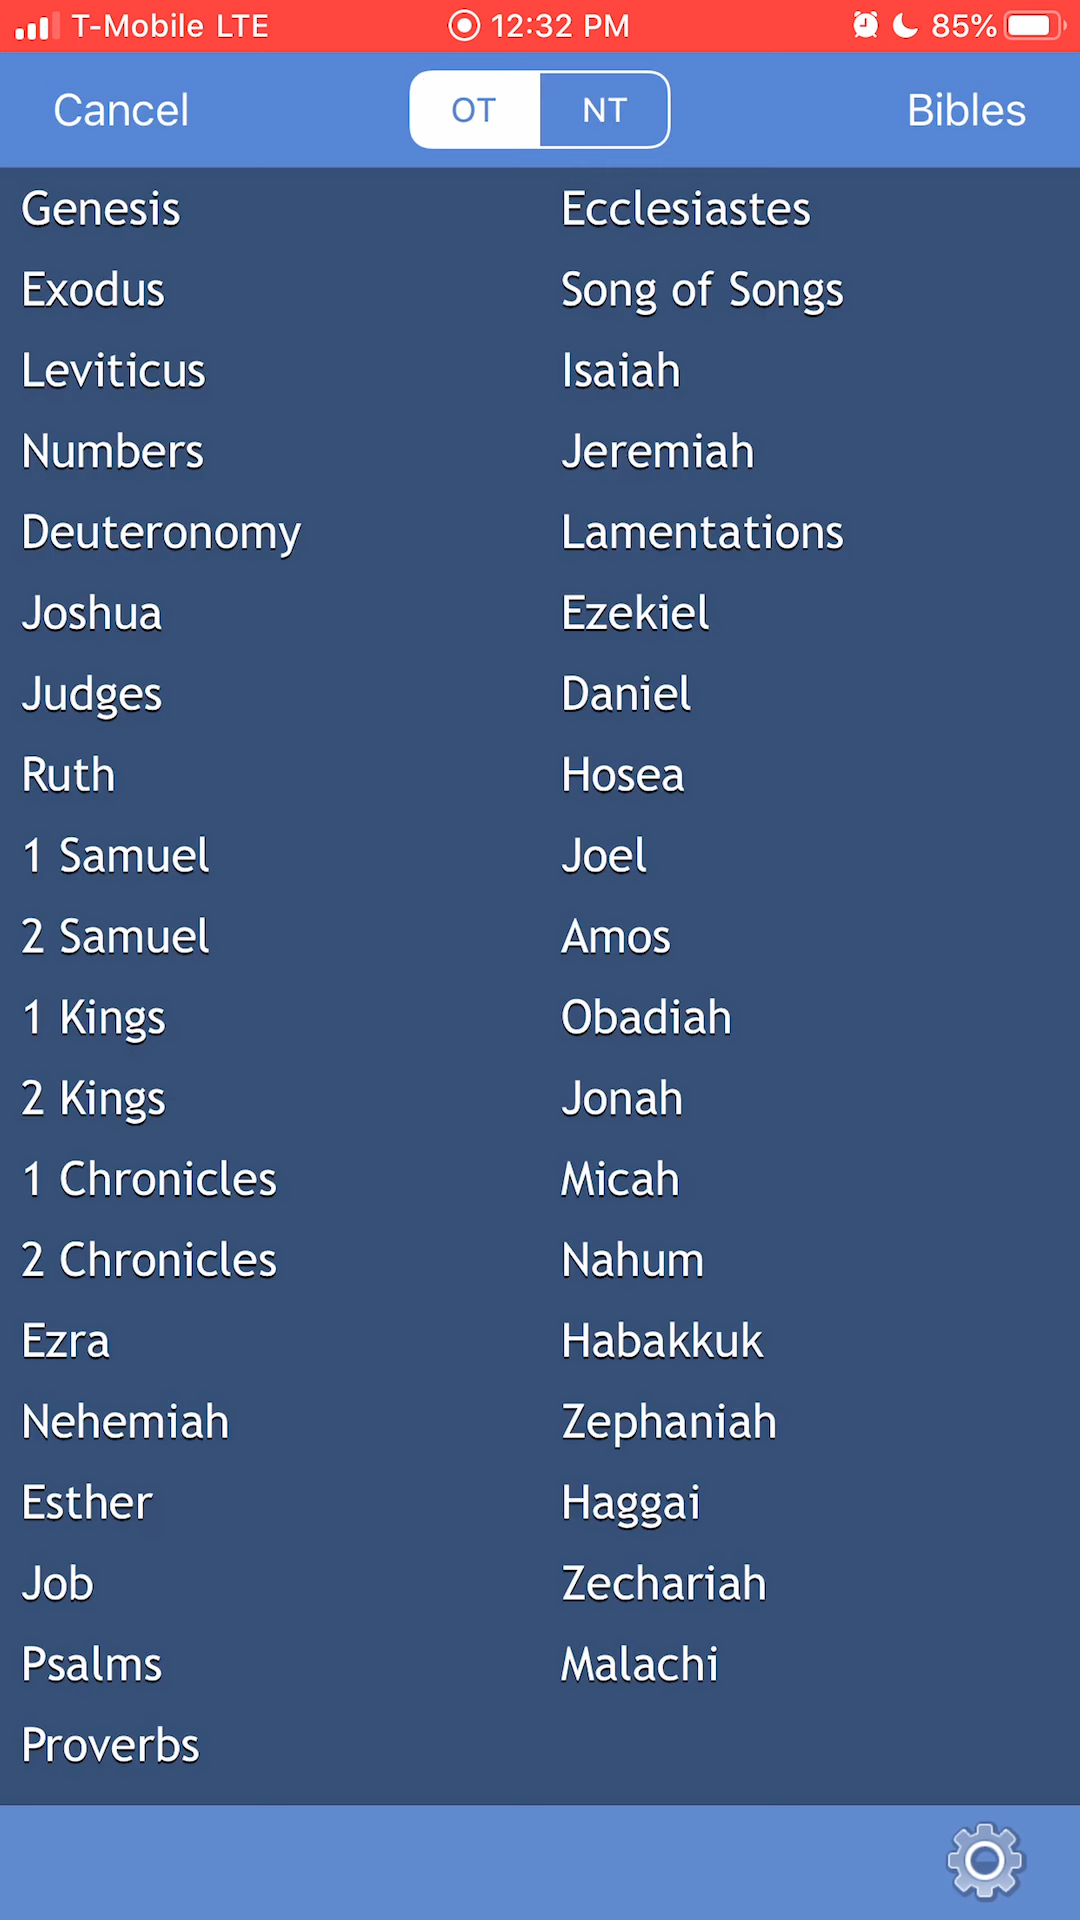 T-Mobile LTE 12:32 PM 85%
Cancel OT NT Bibles
Genesis
Exodus
Leviticus
Numbers
Deuteronomy
Joshua
Judges
Ruth
1 Samuel
2 Samuel
1 Kings
2 Kings
1 Chronicles
2 Chronicles
Ezra
Nehemiah
Esther
Job
Psalms
Proverbs
Ecclesiastes
Song of Songs
Isaiah
Jeremiah
Lamentations
Ezekiel
Daniel
Hosea
Joel
Amos
Obadiah
Jonah
Micah
Nahum
Habakkuk
Zephaniah
Haggai
Zechariah
Malachi